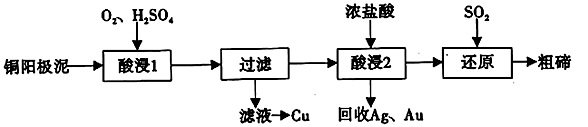 O₂、H₂SO₄ 浓盐酸 SO₂
铜阳极泥 酸浸1 过滤 酸浸2 还原 粗碲
滤液 Cu 回收Ag、Au